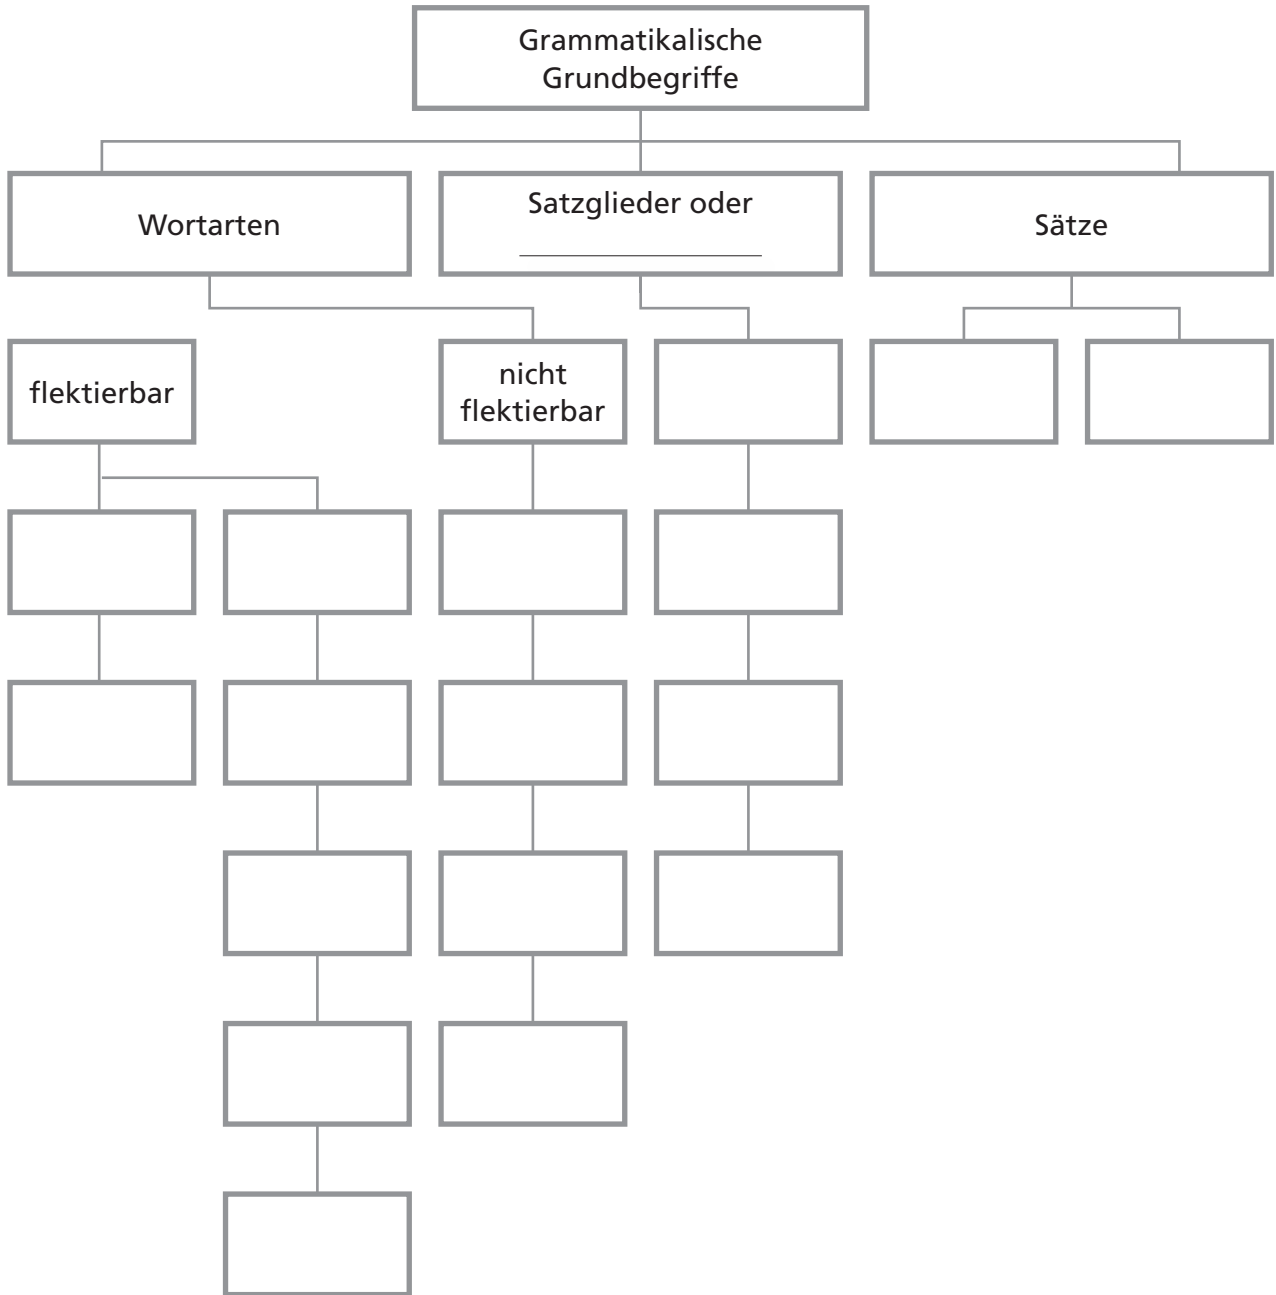 Grammatikalische
Grundbegriffe
Wortarten
Satzglieder oder
Sätze
flektierbar
nicht
flektierbar